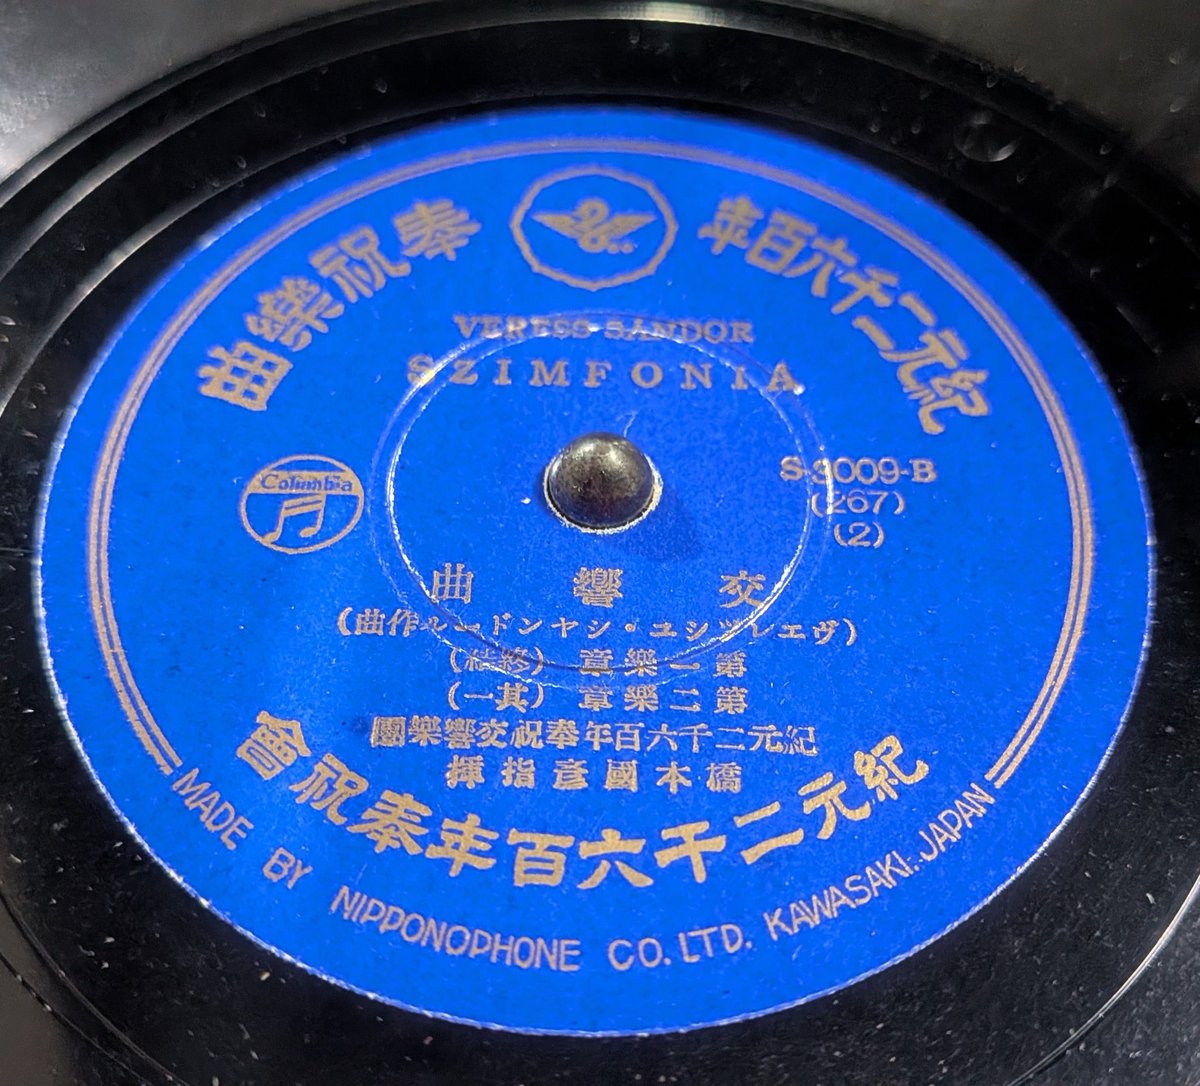 紀元二千六百年 奉祝樂曲
VERESS SÁNDOR
SZIMFONIA
Columbia
S-3009-B
(267)
(2)
交響曲
(ヴエレツシユ・シヤンドール作曲)
第一樂章 (終結)
第二樂章 (其一)
紀元二千六百年奉祝交響樂團
橋本國彥指揮
紀元二千六百年奉祝會
MADE BY NIPPONOPHONE CO. LTD. KAWASAKI. JAPAN